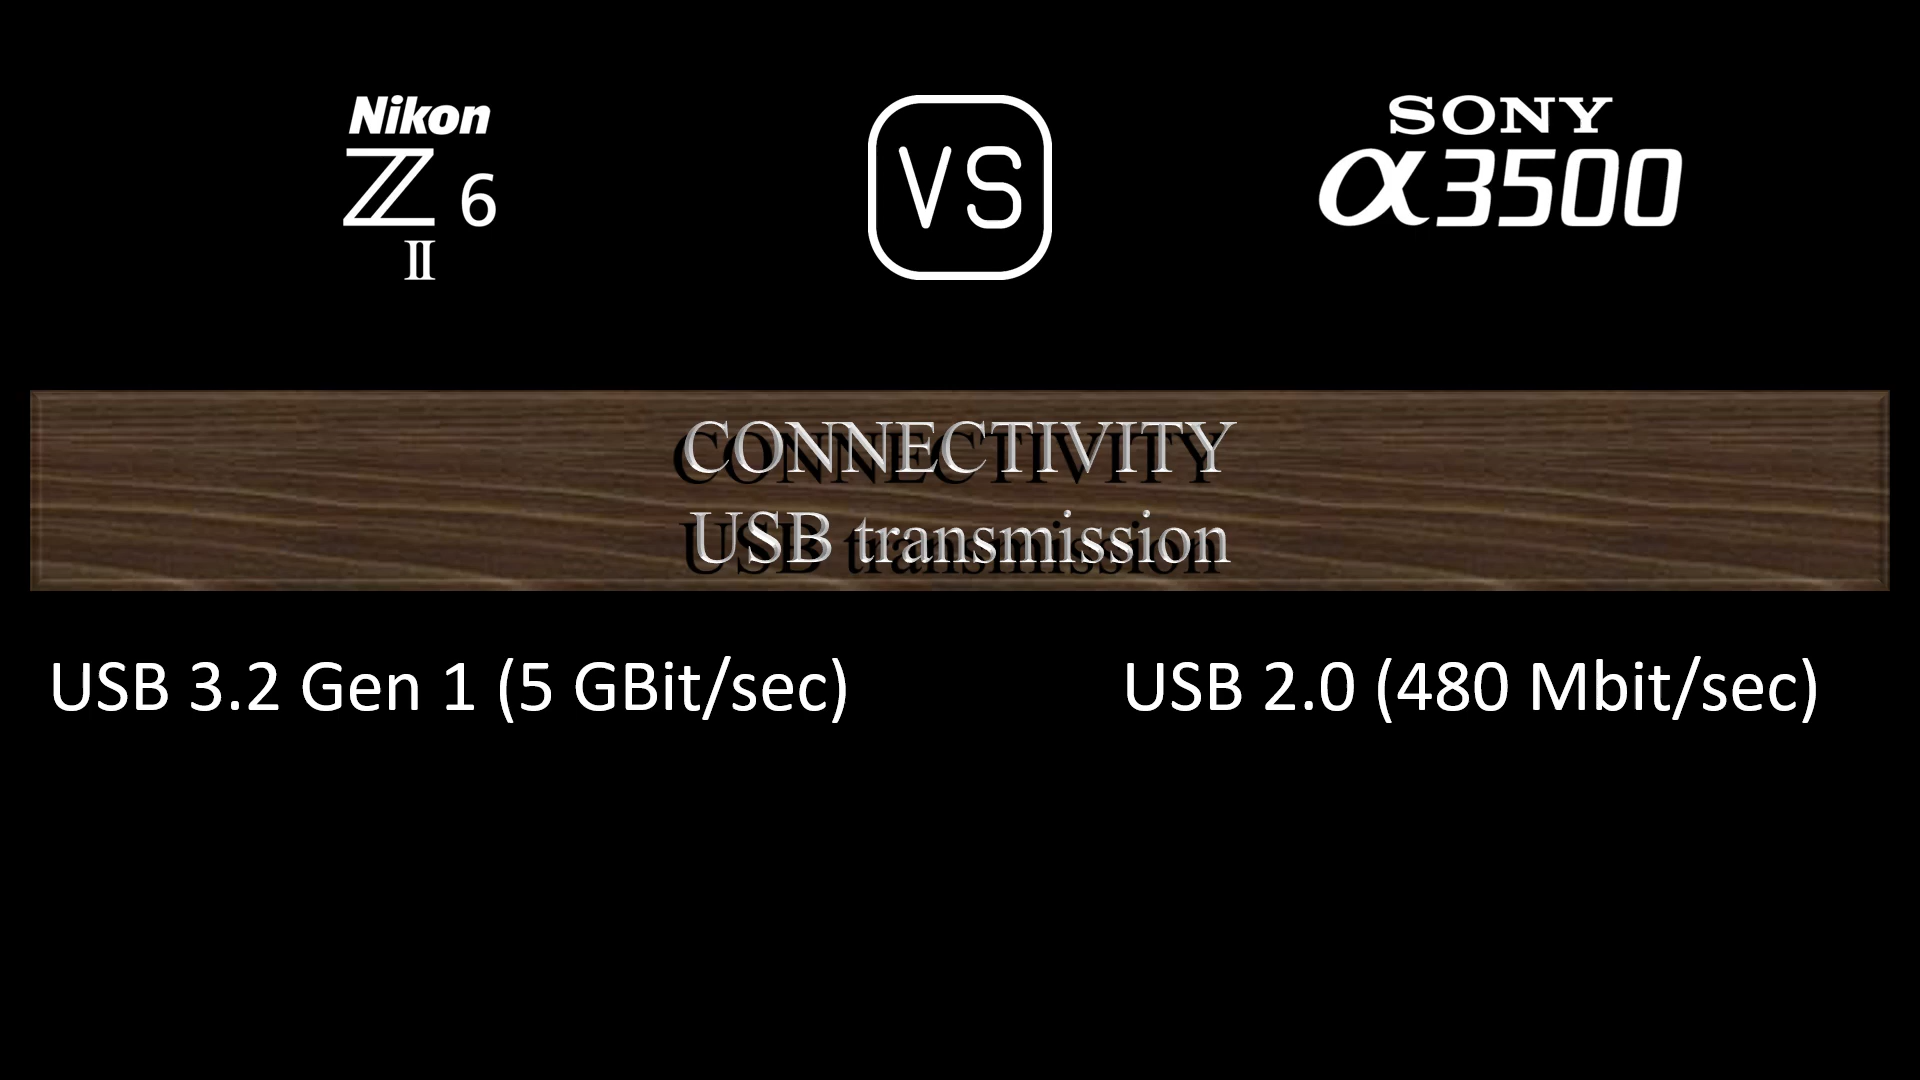 Nikon
Z 6
II
VS
SONY
α3500
CONNECTIVITY
USB transmission
USB 3.2 Gen 1 (5 GBit/sec)
USB 2.0 (480 Mbit/sec)